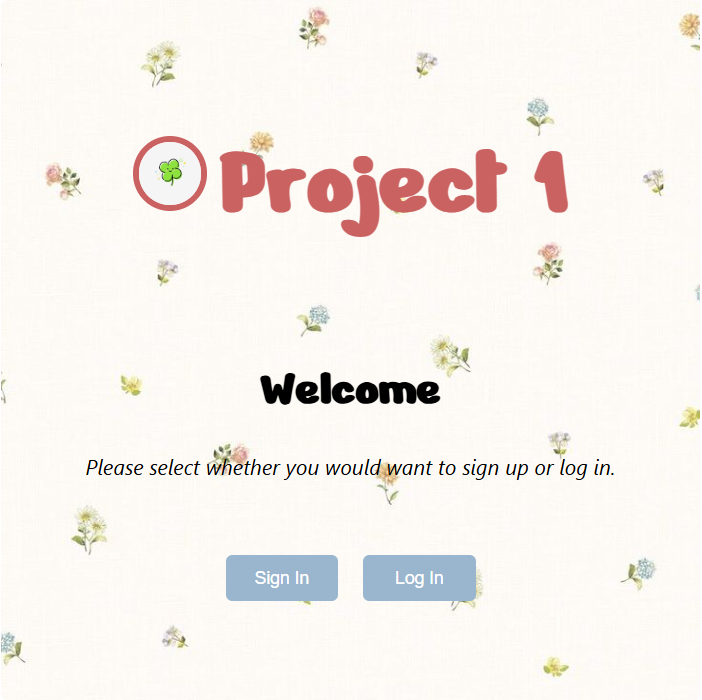 Project 1
Welcome
Please select whether you would want to sign up or log in.
Sign In
Log In